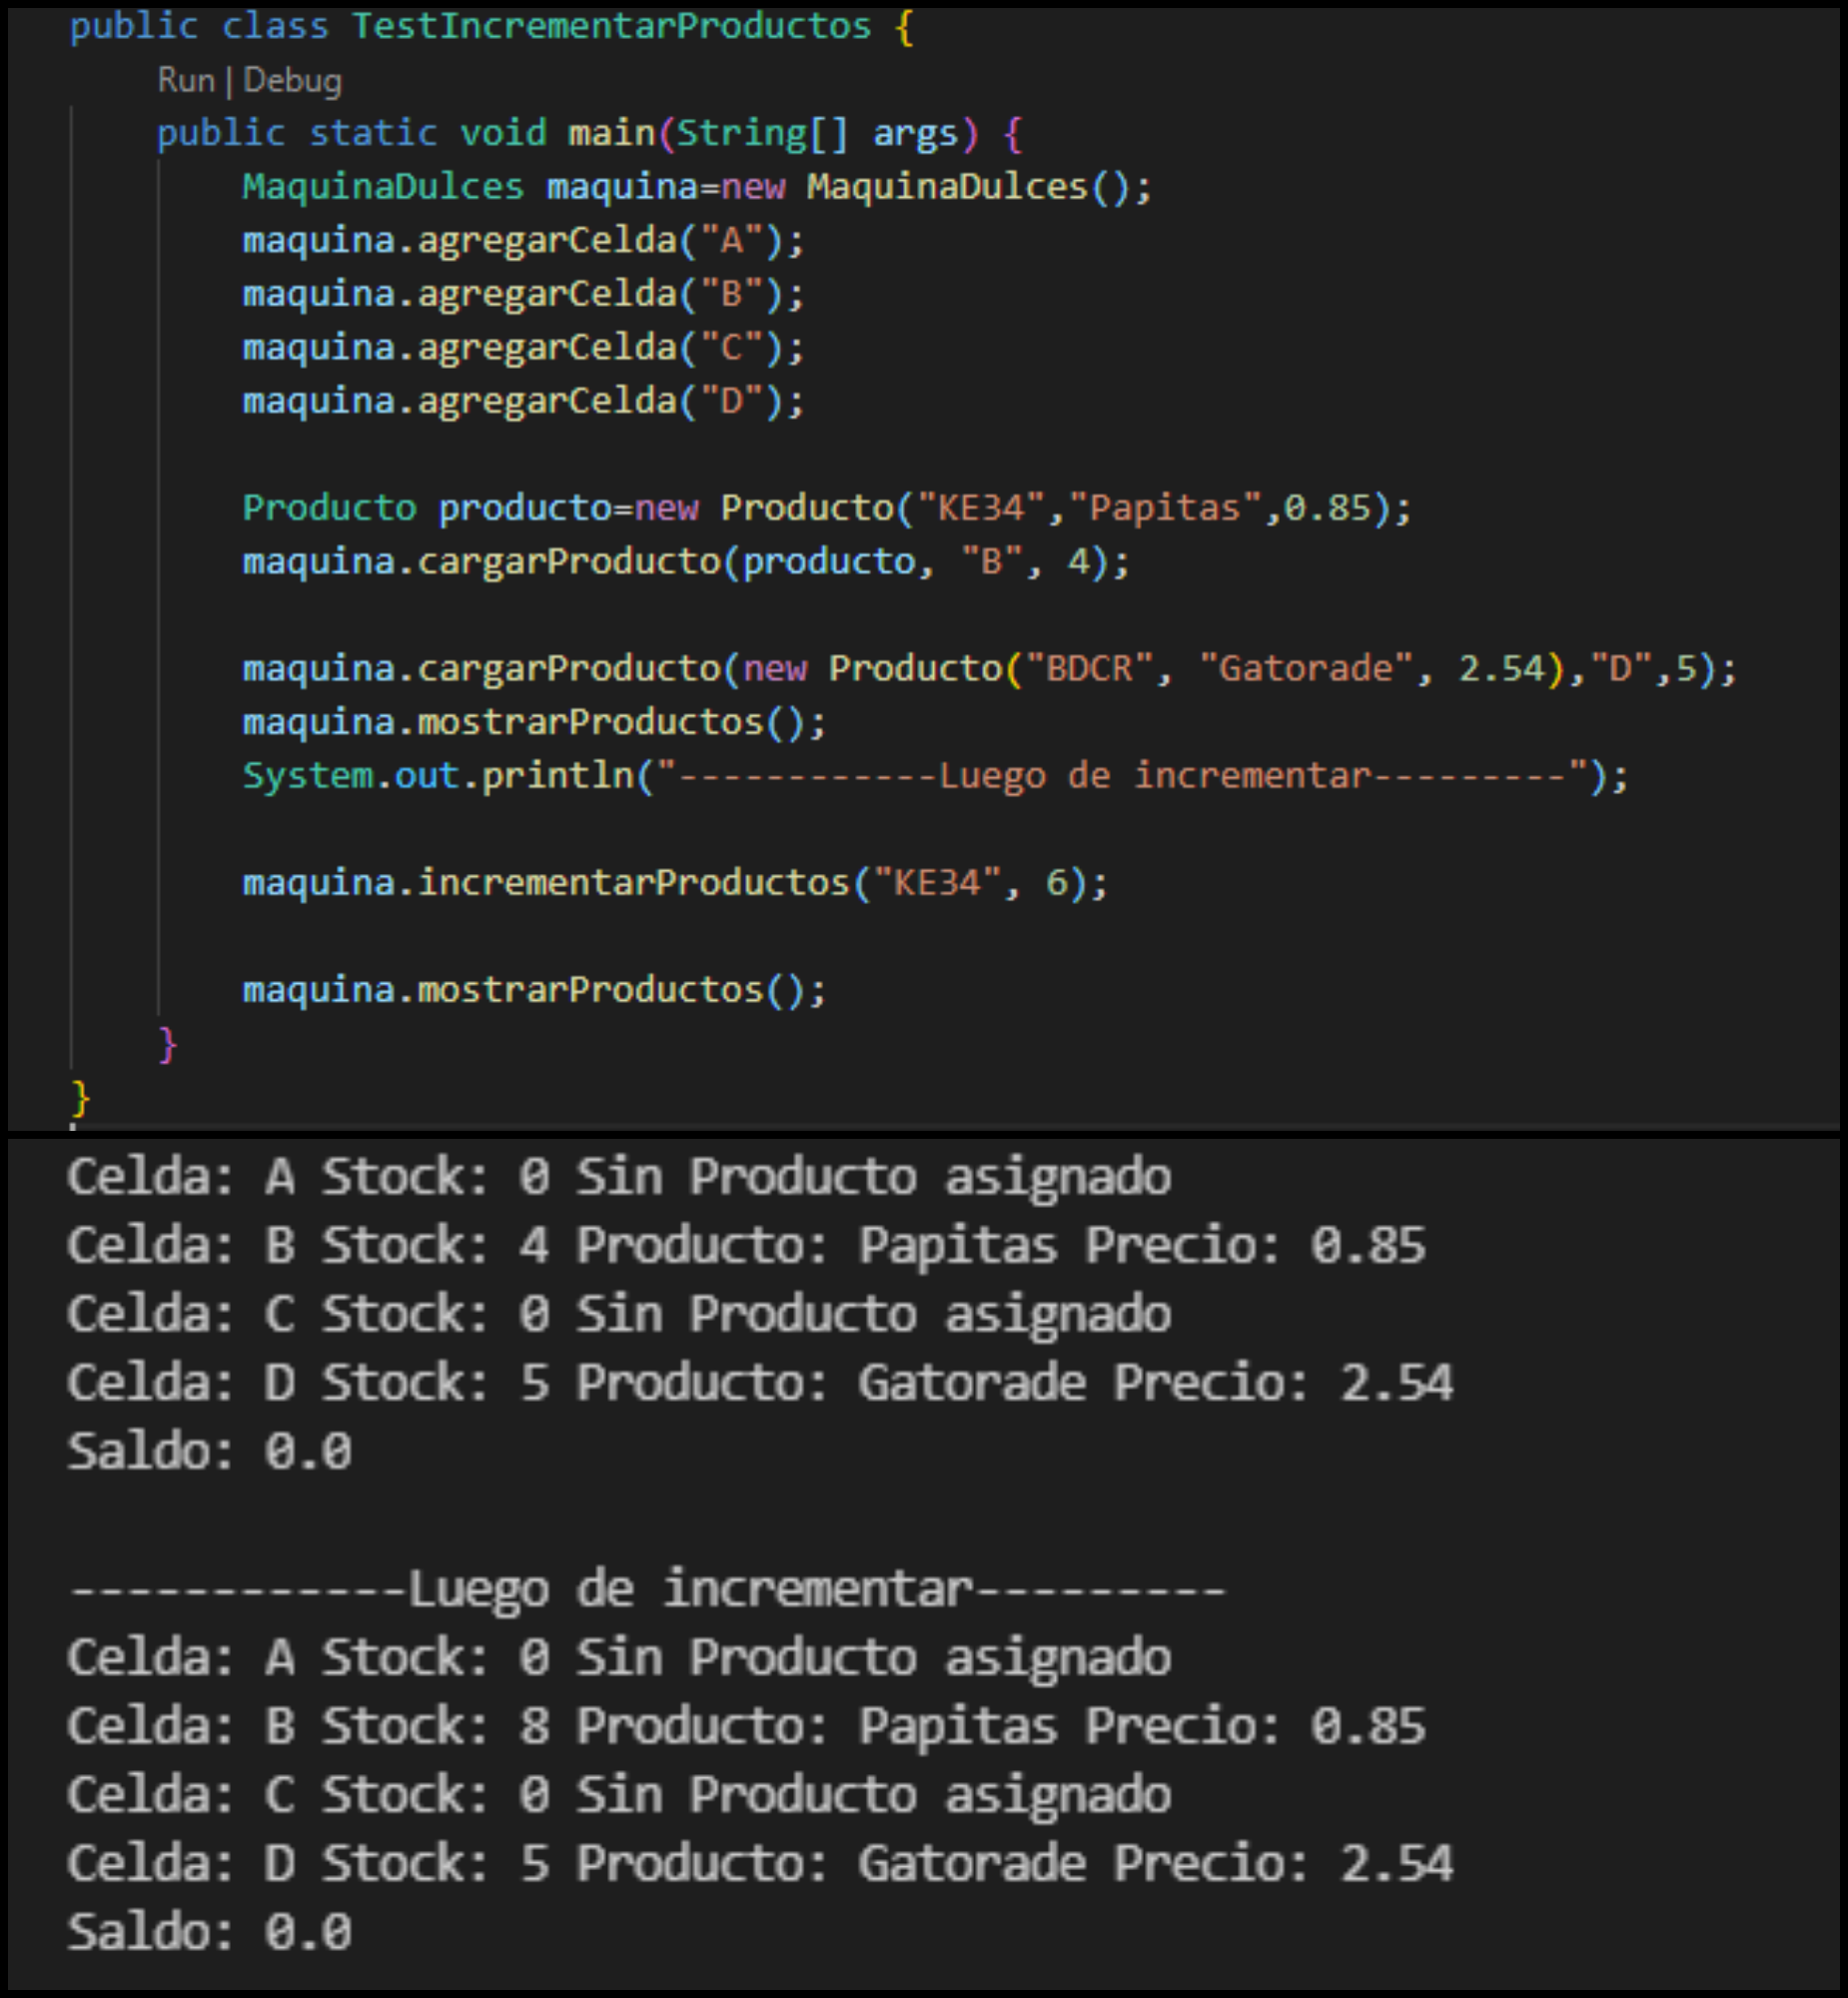 public class TestIncrementarProductos {
Run | Debug
public static void main(String[] args) {
MaquinaDulces maquina=new MaquinaDulces();
maquina.agregarCelda("A");
maquina.agregarCelda("B");
maquina.agregarCelda("C");
maquina.agregarCelda("D");
Producto producto=new Producto("KE34","Papitas",0.85);
maquina.cargarProducto(producto, "B", 4);
maquina.cargarProducto(new Producto("BDCR", "Gatorade", 2.54),"D",5);
maquina.mostrarProductos();
System.out.println("------------Luego de incrementar---------");
maquina.incrementarProductos("KE34", 6);
maquina.mostrarProductos();
}
}
Celda: A Stock: 0 Sin Producto asignado
Celda: B Stock: 4 Producto: Papitas Precio: 0.85
Celda: C Stock: 0 Sin Producto asignado
Celda: D Stock: 5 Producto: Gatorade Precio: 2.54
Saldo: 0.0
------------Luego de incrementar---------
Celda: A Stock: 0 Sin Producto asignado
Celda: B Stock: 8 Producto: Papitas Precio: 0.85
Celda: C Stock: 0 Sin Producto asignado
Celda: D Stock: 5 Producto: Gatorade Precio: 2.54
Saldo: 0.0